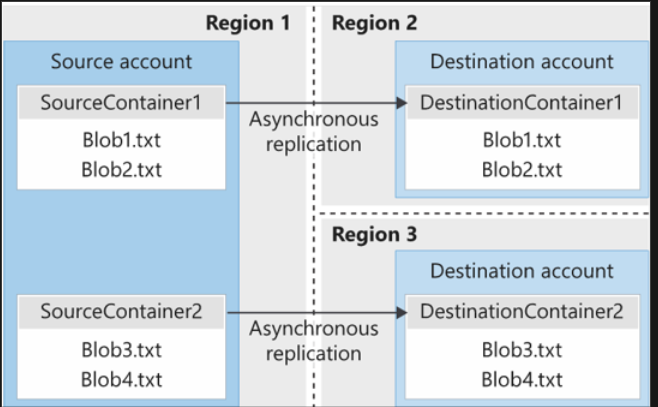 Region 1
Source account
SourceContainer1
Blob1.txt
Blob2.txt
Asynchronous
replication
Region 2
Destination account
DestinationContainer1
Blob1.txt
Blob2.txt
SourceContainer2
Blob3.txt
Blob4.txt
Asynchronous
replication
Region 3
Destination account
DestinationContainer2
Blob3.txt
Blob4.txt